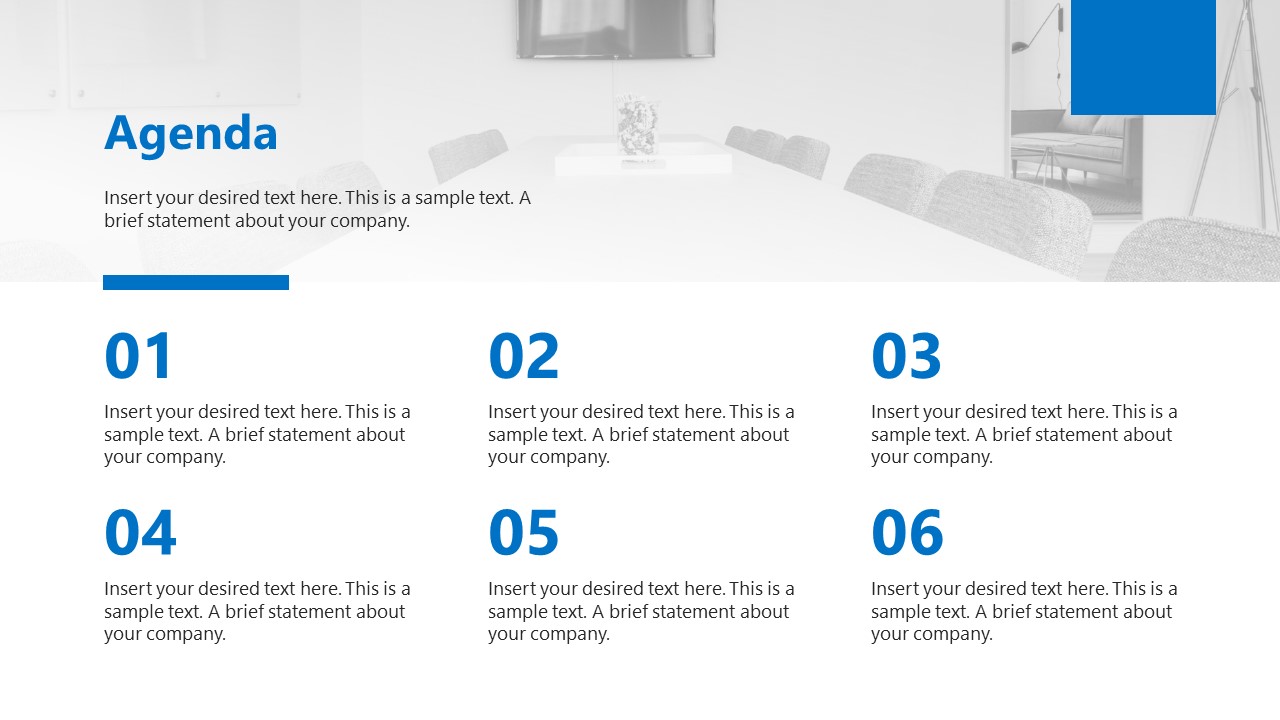 Agenda
Insert your desired text here. This is a sample text. A
brief statement about your company.
01
Insert your desired text here. This is a
sample text. A brief statement about
your company.
02
Insert your desired text here. This is a
sample text. A brief statement about
your company.
03
Insert your desired text here. This is a
sample text. A brief statement about
your company.
04
Insert your desired text here. This is a
sample text. A brief statement about
your company.
05
Insert your desired text here. This is a
sample text. A brief statement about
your company.
06
Insert your desired text here. This is a
sample text. A brief statement about
your company.